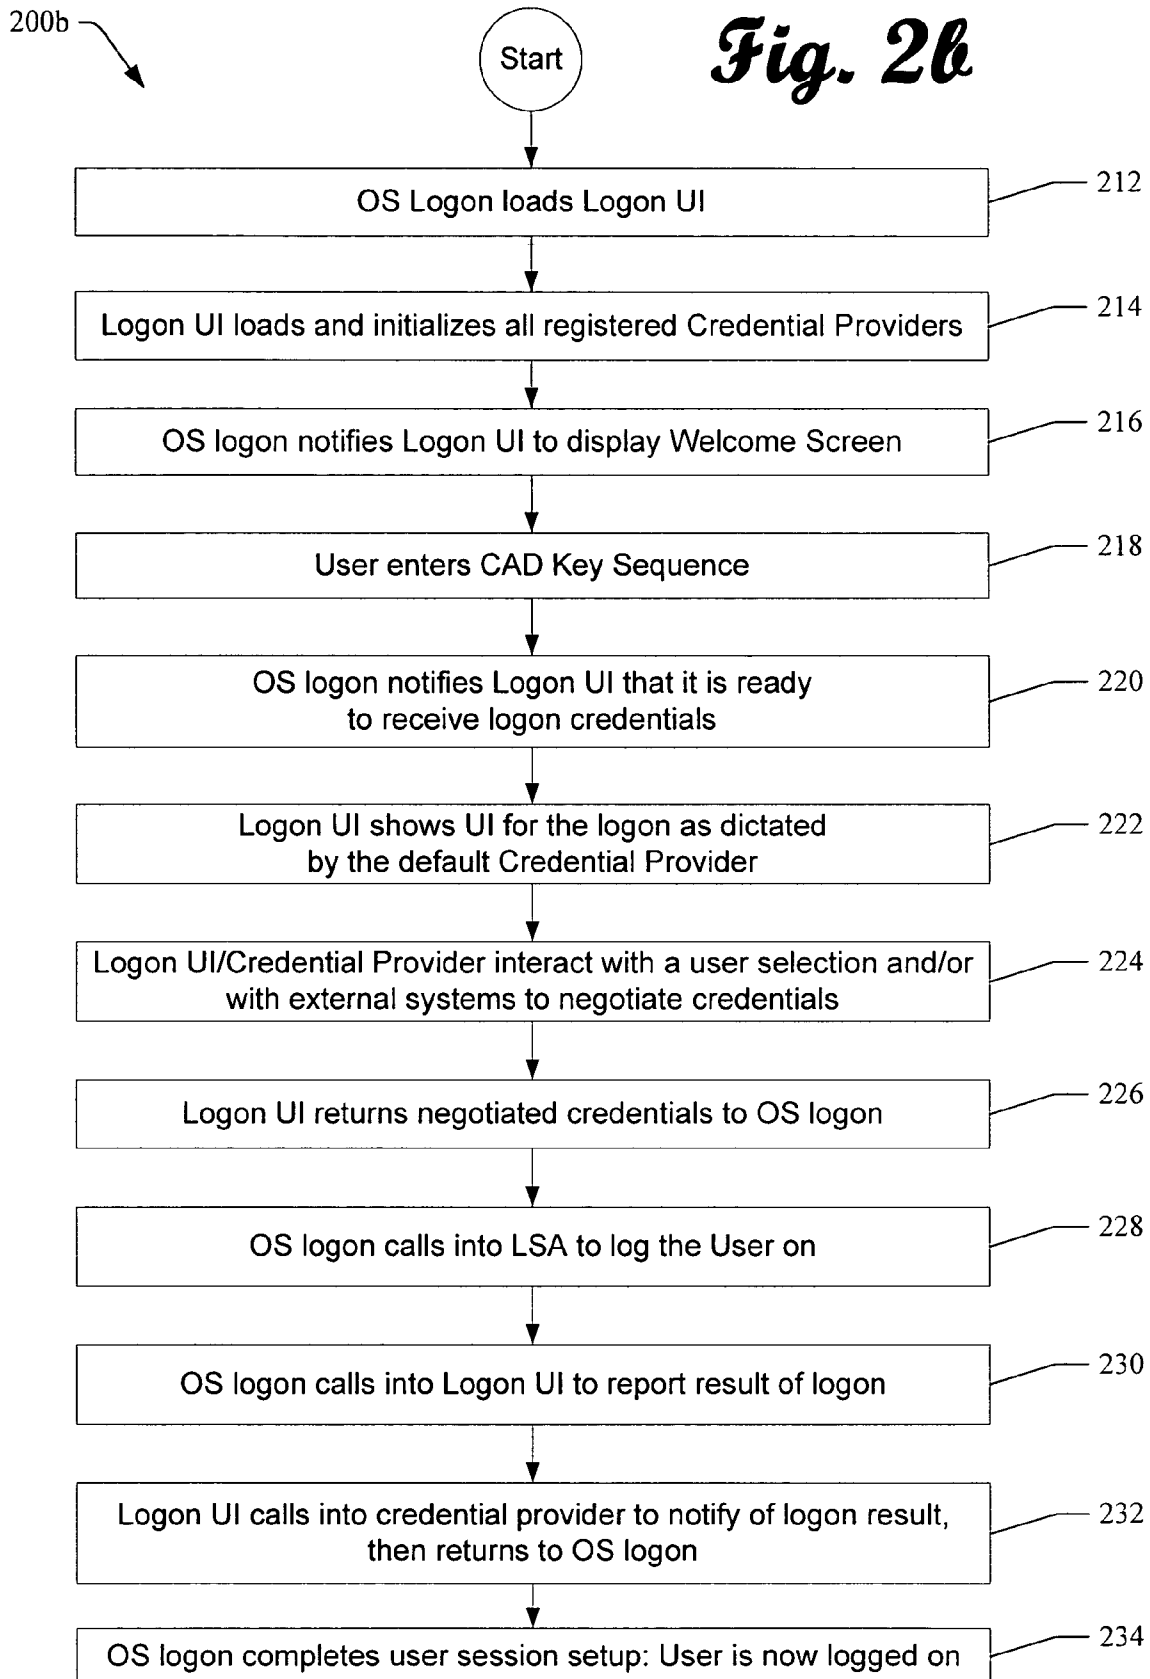 200b
Start
Fig. 2b
OS Logon loads Logon UI
212
Logon UI loads and initializes all registered Credential Providers
214
OS logon notifies Logon UI to display Welcome Screen
216
User enters CAD Key Sequence
218
OS logon notifies Logon UI that it is ready
to receive logon credentials
220
Logon UI shows UI for the logon as dictated
by the default Credential Provider
222
Logon UI/Credential Provider interact with a user selection and/or
with external systems to negotiate credentials
224
Logon UI returns negotiated credentials to OS logon
226
OS logon calls into LSA to log the User on
228
OS logon calls into Logon UI to report result of logon
230
Logon UI calls into credential provider to notify of logon result,
then returns to OS logon
232
OS logon completes user session setup: User is now logged on
234